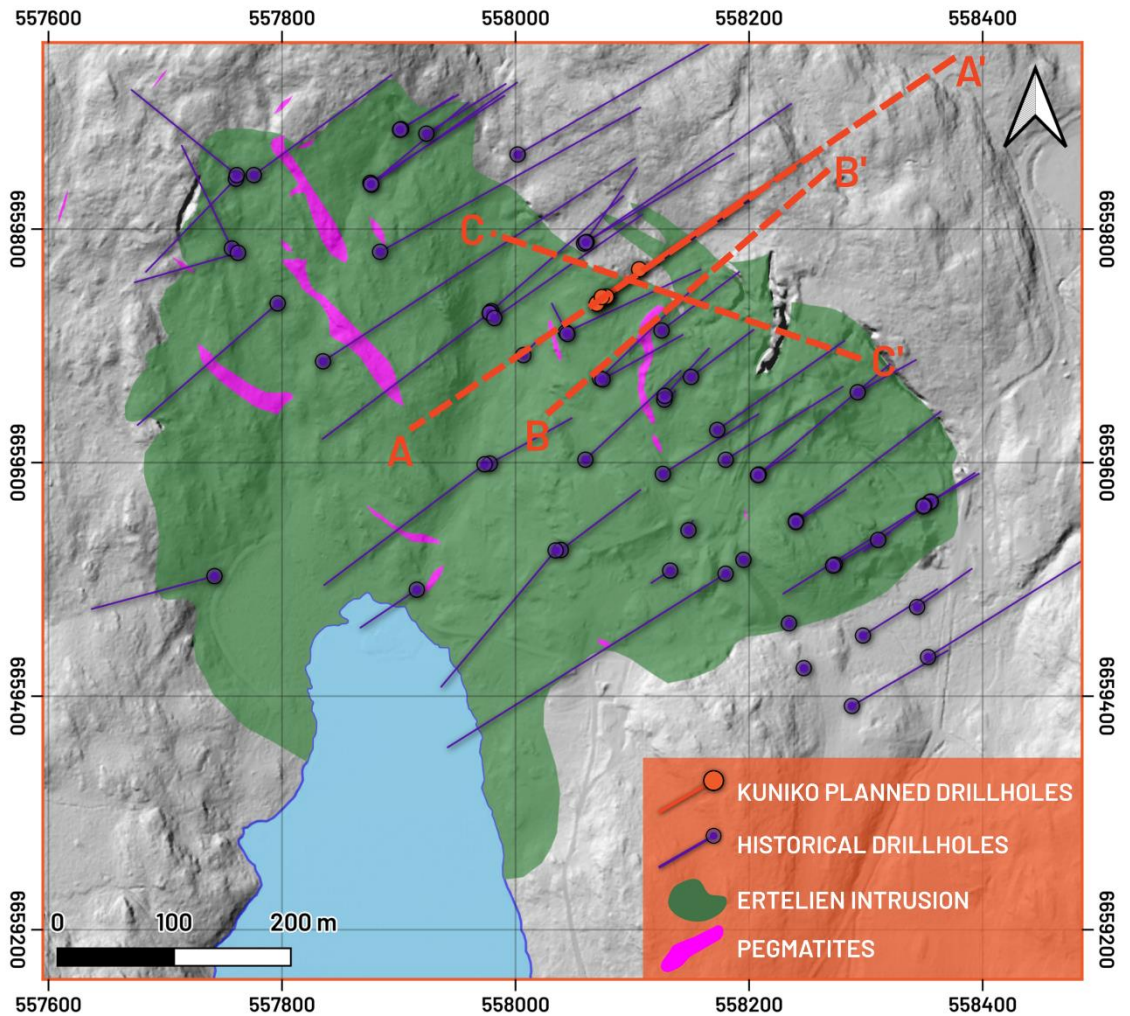 557600
557800
558000
558200
558400
A'
B'
C
C'
A
B
6659800
6659800
6659600
6659600
6659400
6659400
6659200
6659200
KUNIKO PLANNED DRILLHOLES
HISTORICAL DRILLHOLES
ERTELIEN INTRUSION
PEGMATITES
0 100 200 m
557600
557800
558000
558200
558400